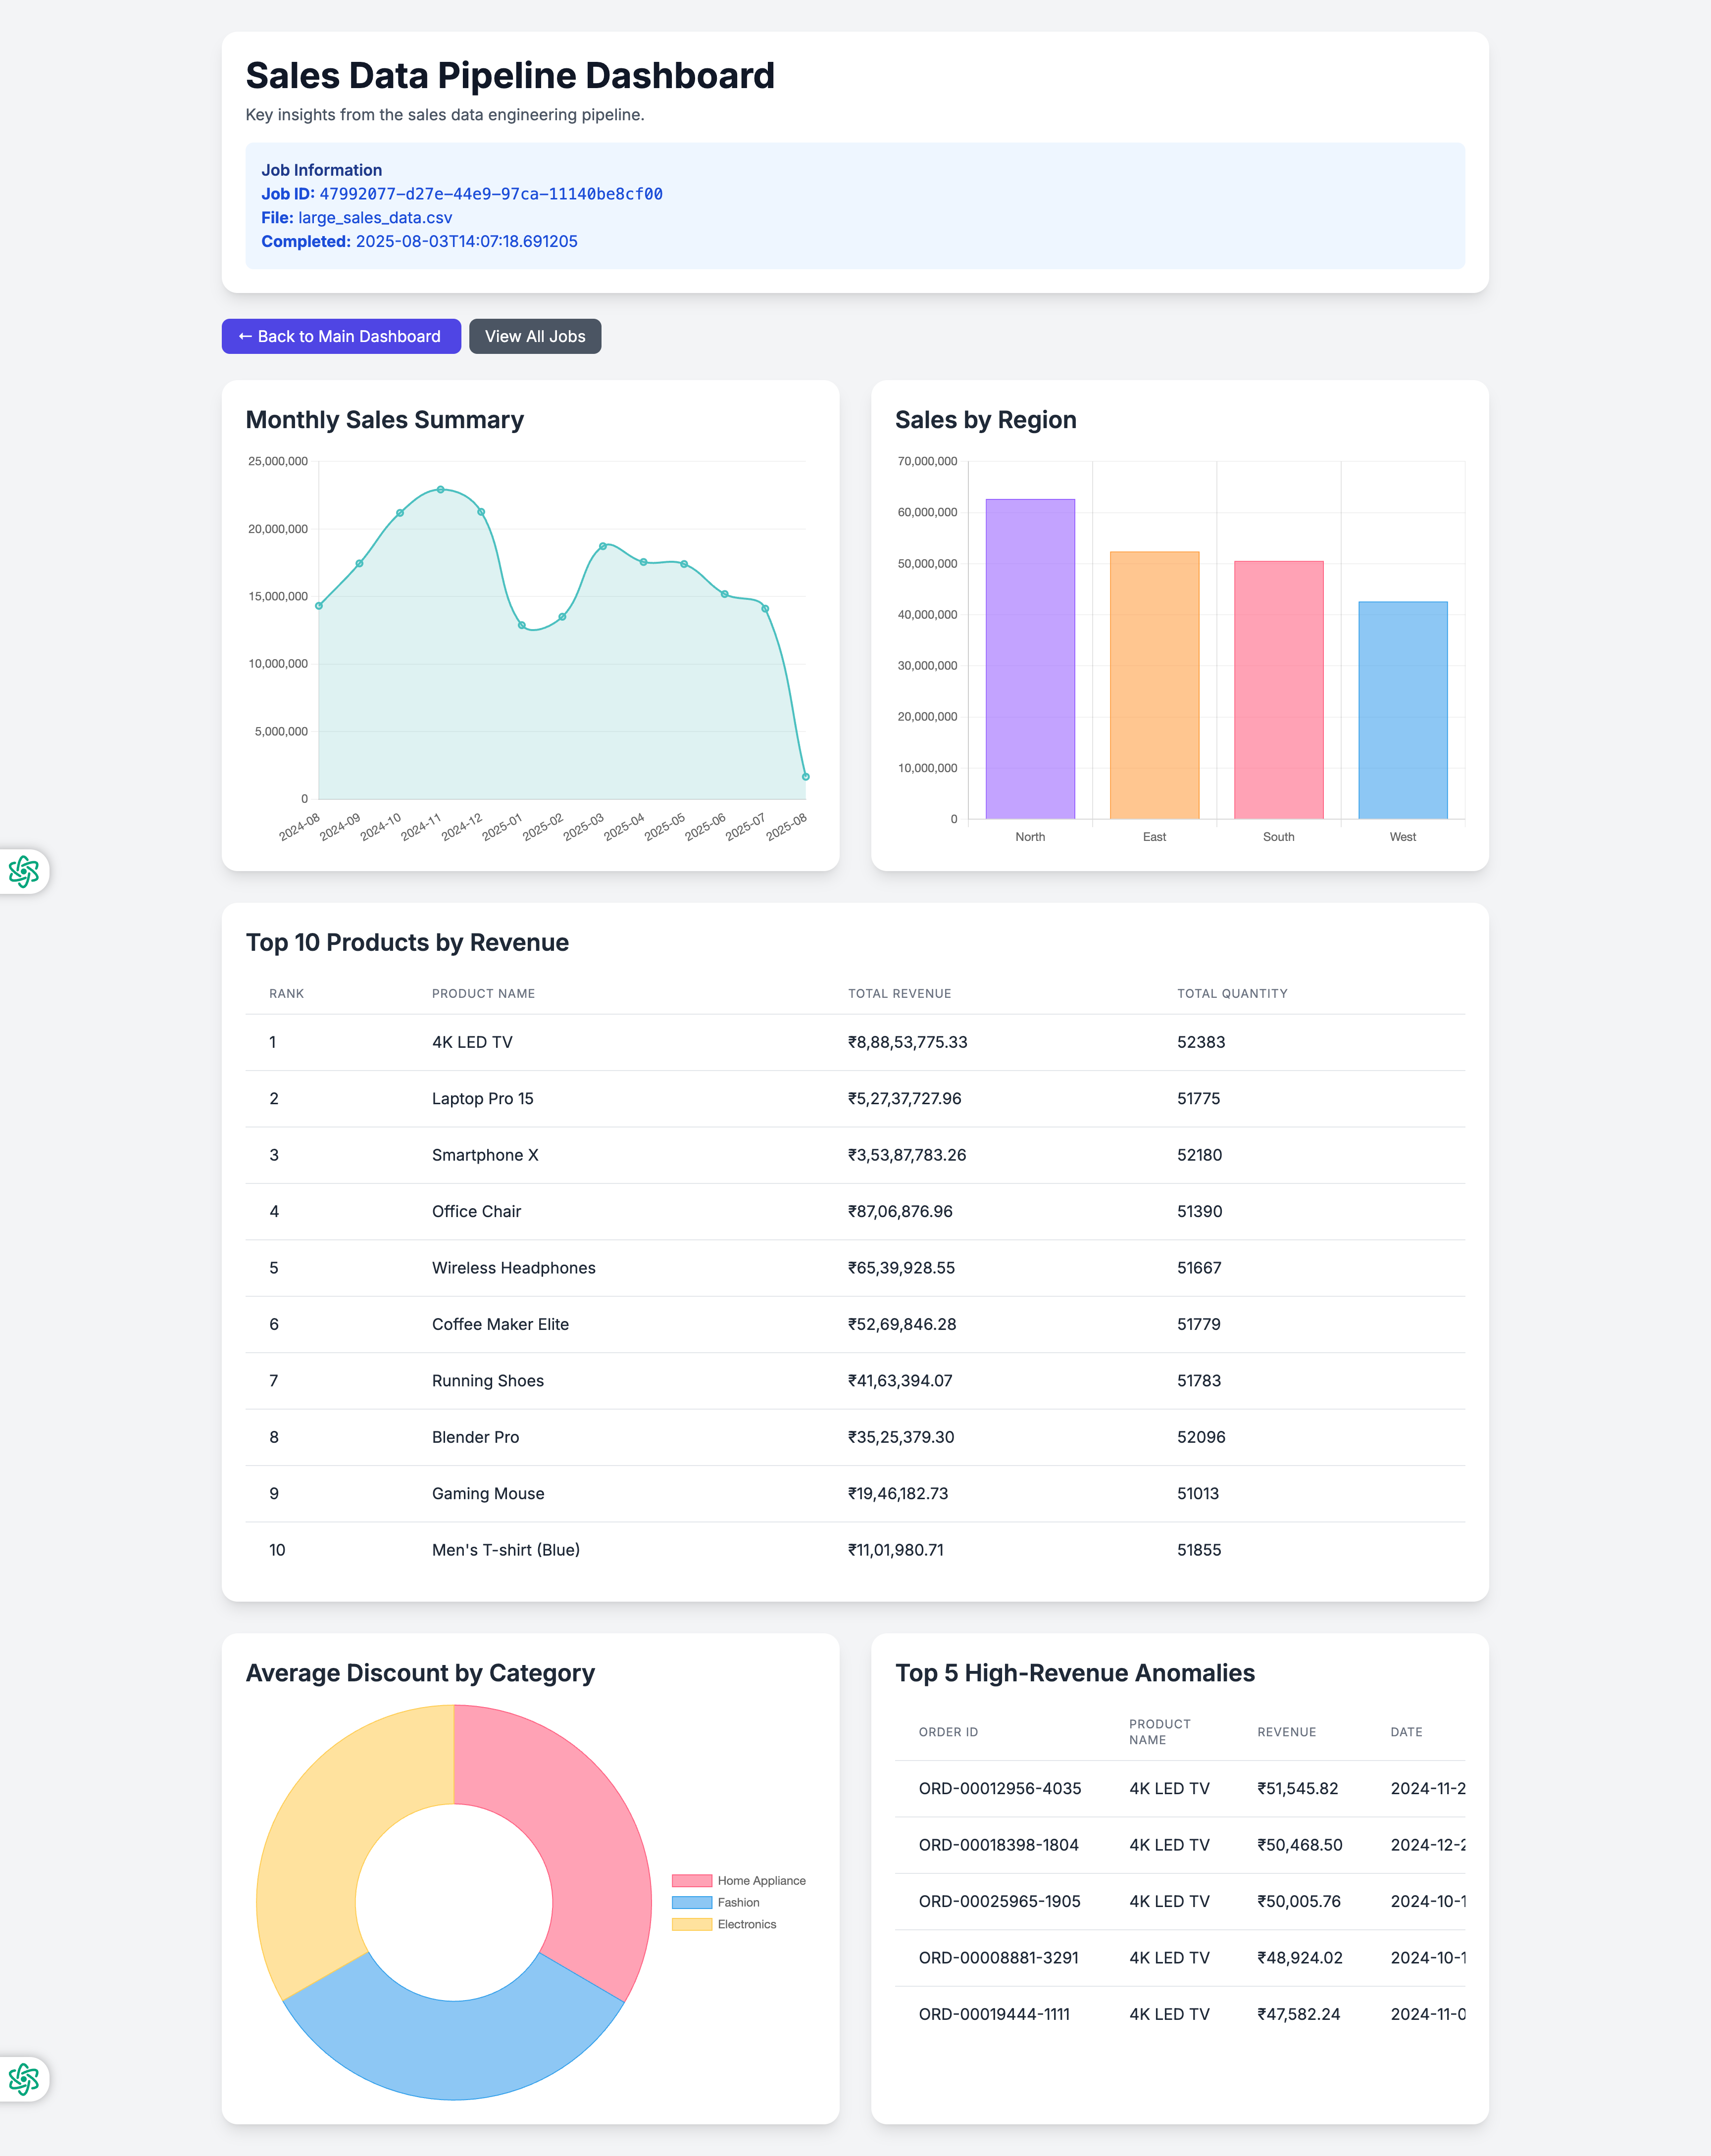 Sales Data Pipeline Dashboard
Key insights from the sales data engineering pipeline.
Job Information
Job ID: 47992077-d27e-44e9-97ca-11140be8cf00
File: large_sales_data.csv
Completed: 2025-08-03T14:07:18.691205
← Back to Main Dashboard
View All Jobs
Monthly Sales Summary
25,000,000
20,000,000
15,000,000
10,000,000
5,000,000
0
2024-08 2024-09 2024-10 2024-11 2024-12 2025-01 2025-02 2025-03 2025-04 2025-05 2025-06 2025-07 2025-08
Sales by Region
70,000,000
60,000,000
50,000,000
40,000,000
30,000,000
20,000,000
10,000,000
0
North East South West
Top 10 Products by Revenue
RANK PRODUCT NAME TOTAL REVENUE TOTAL QUANTITY
1 4K LED TV ₹8,88,53,775.33 52383
2 Laptop Pro 15 ₹5,27,37,727.96 51775
3 Smartphone X ₹3,53,87,783.26 52180
4 Office Chair ₹87,06,876.96 51390
5 Wireless Headphones ₹65,39,928.55 51667
6 Coffee Maker Elite ₹52,69,846.28 51779
7 Running Shoes ₹41,63,394.07 51783
8 Blender Pro ₹35,25,379.30 52096
9 Gaming Mouse ₹19,46,182.73 51013
10 Men's T-shirt (Blue) ₹11,01,980.71 51855
Average Discount by Category
Home Appliance
Fashion
Electronics
Top 5 High-Revenue Anomalies
ORDER ID PRODUCT NAME REVENUE DATE
ORD-00012956-4035 4K LED TV ₹51,545.82 2024-11-2
ORD-00018398-1804 4K LED TV ₹50,468.50 2024-12-2
ORD-00025965-1905 4K LED TV ₹50,005.76 2024-10-1
ORD-00008881-3291 4K LED TV ₹48,924.02 2024-10-1
ORD-00019444-1111 4K LED TV ₹47,582.24 2024-11-0